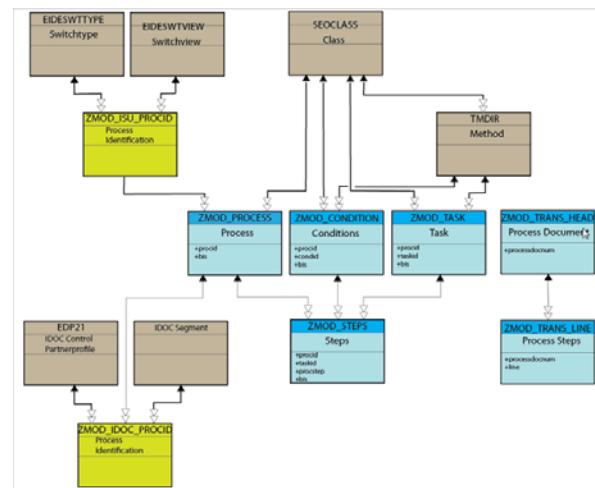 EIDESWTTYPE
Switchtype
EIDESWTVIEW
Switchview
SEOCLASS
Class
ZMOD_ISU_PROCID
Process
Identification
TMDIR
Method
ZMOD_PROCESS
Process
+procid
+bis
ZMOD_CONDITION
Conditions
+procid
+condid
+bis
ZMOD_TASK
Task
+procid
+taskid
+bis
ZMOD_TRANS_HEAD
Process Document
+processdocnum
EDP21
IDOC Control
Partnerprofile
IDOC Segment
ZMOD_STEPS
Steps
+procid
+taskid
+procstep
+bis
ZMOD_TRANS_LINE
Process Steps
+processdocnum
+line
ZMOD_IDOC_PROCID
Process
Identification